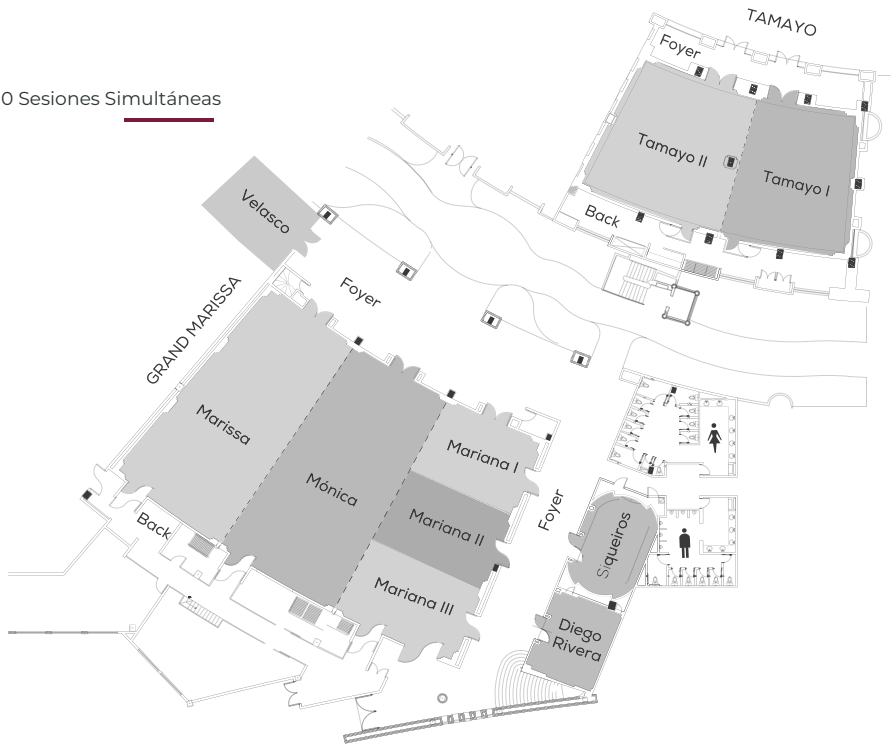 TAMAYO
Foyer
0 Sesiones Simultáneas
Tamayo II
Tamayo I
Velasco
Back
Foyer
GRAND MARISSA
Marissa
Mariana I
Mónica
Foyer
Mariana II
Back
Siqueiros
Mariana III
Diego
Rivera